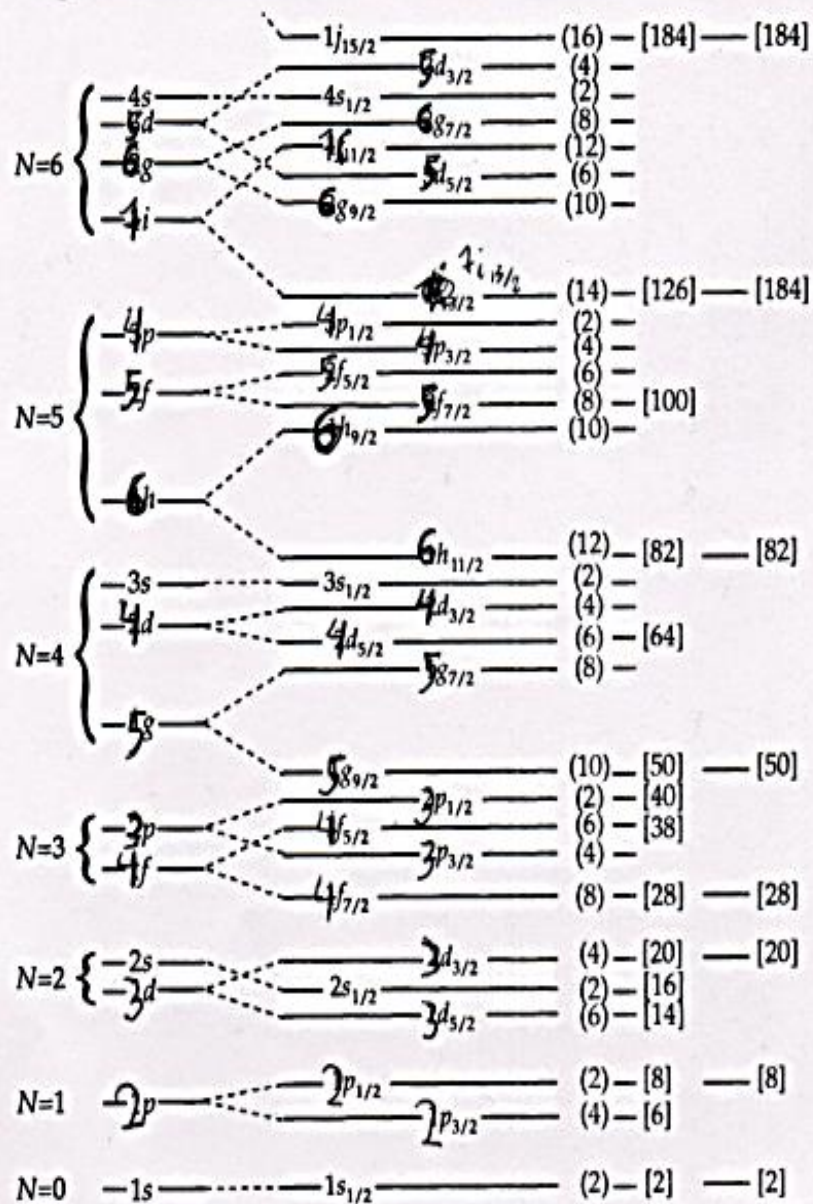 1j15/2 (16) [184] [184]
5d3/2 (4)
4s 4s1/2 (2)
5d 6g7/2 (8)
N=6 6g 11/2 (12)
5d5/2 (6)
i 6g9/2 (10)
1i13/2
13/2 (14) [126] [184]
4p 4p1/2 (2)
4p3/2 (4)
5f 5f5/2 (6)
N=5 5f7/2 (8) [100]
6h9/2 (10)
6h
6h11/2 (12) [82] [82]
3s 3s1/2 (2)
4d 4d3/2 (4)
N=4 4d5/2 (6) [64]
5g7/2 (8)
5g
5g9/2 (10) [50] [50]
3p1/2 (2) [40]
N=3 3p 4f5/2 (6) [38]
4f 3p3/2 (4)
4f7/2 (8) [28] [28]
2s 3d3/2 (4) [20] [20]
N=2 3d 2s1/2 (2) [16]
3d5/2 (6) [14]
2p1/2 (2) [8] [8]
N=1 2p 2p3/2 (4) [6]
N=0 1s 1s1/2 (2) [2] [2]